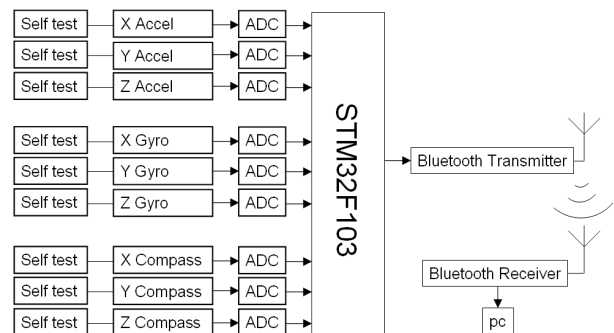 Self test X Accel ADC
Self test Y Accel ADC
Self test Z Accel ADC
Self test X Gyro ADC
Self test Y Gyro ADC
Self test Z Gyro ADC
Self test X Compass ADC
Self test Y Compass ADC
Self test Z Compass ADC
STM32F103
Bluetooth Transmitter
Bluetooth Receiver
pc